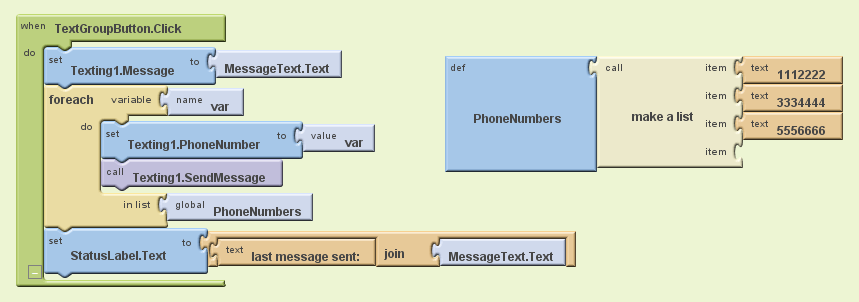 when TextGroupButton.Click
do
set Texting1.Message to MessageText.Text
foreach variable name var
do
set Texting1.PhoneNumber to value var
call Texting1.SendMessage
in list global PhoneNumbers
set StatusLabel.Text to text last message sent: join MessageText.Text
def PhoneNumbers
call make a list
item text 1112222
item text 3334444
item text 5556666
item